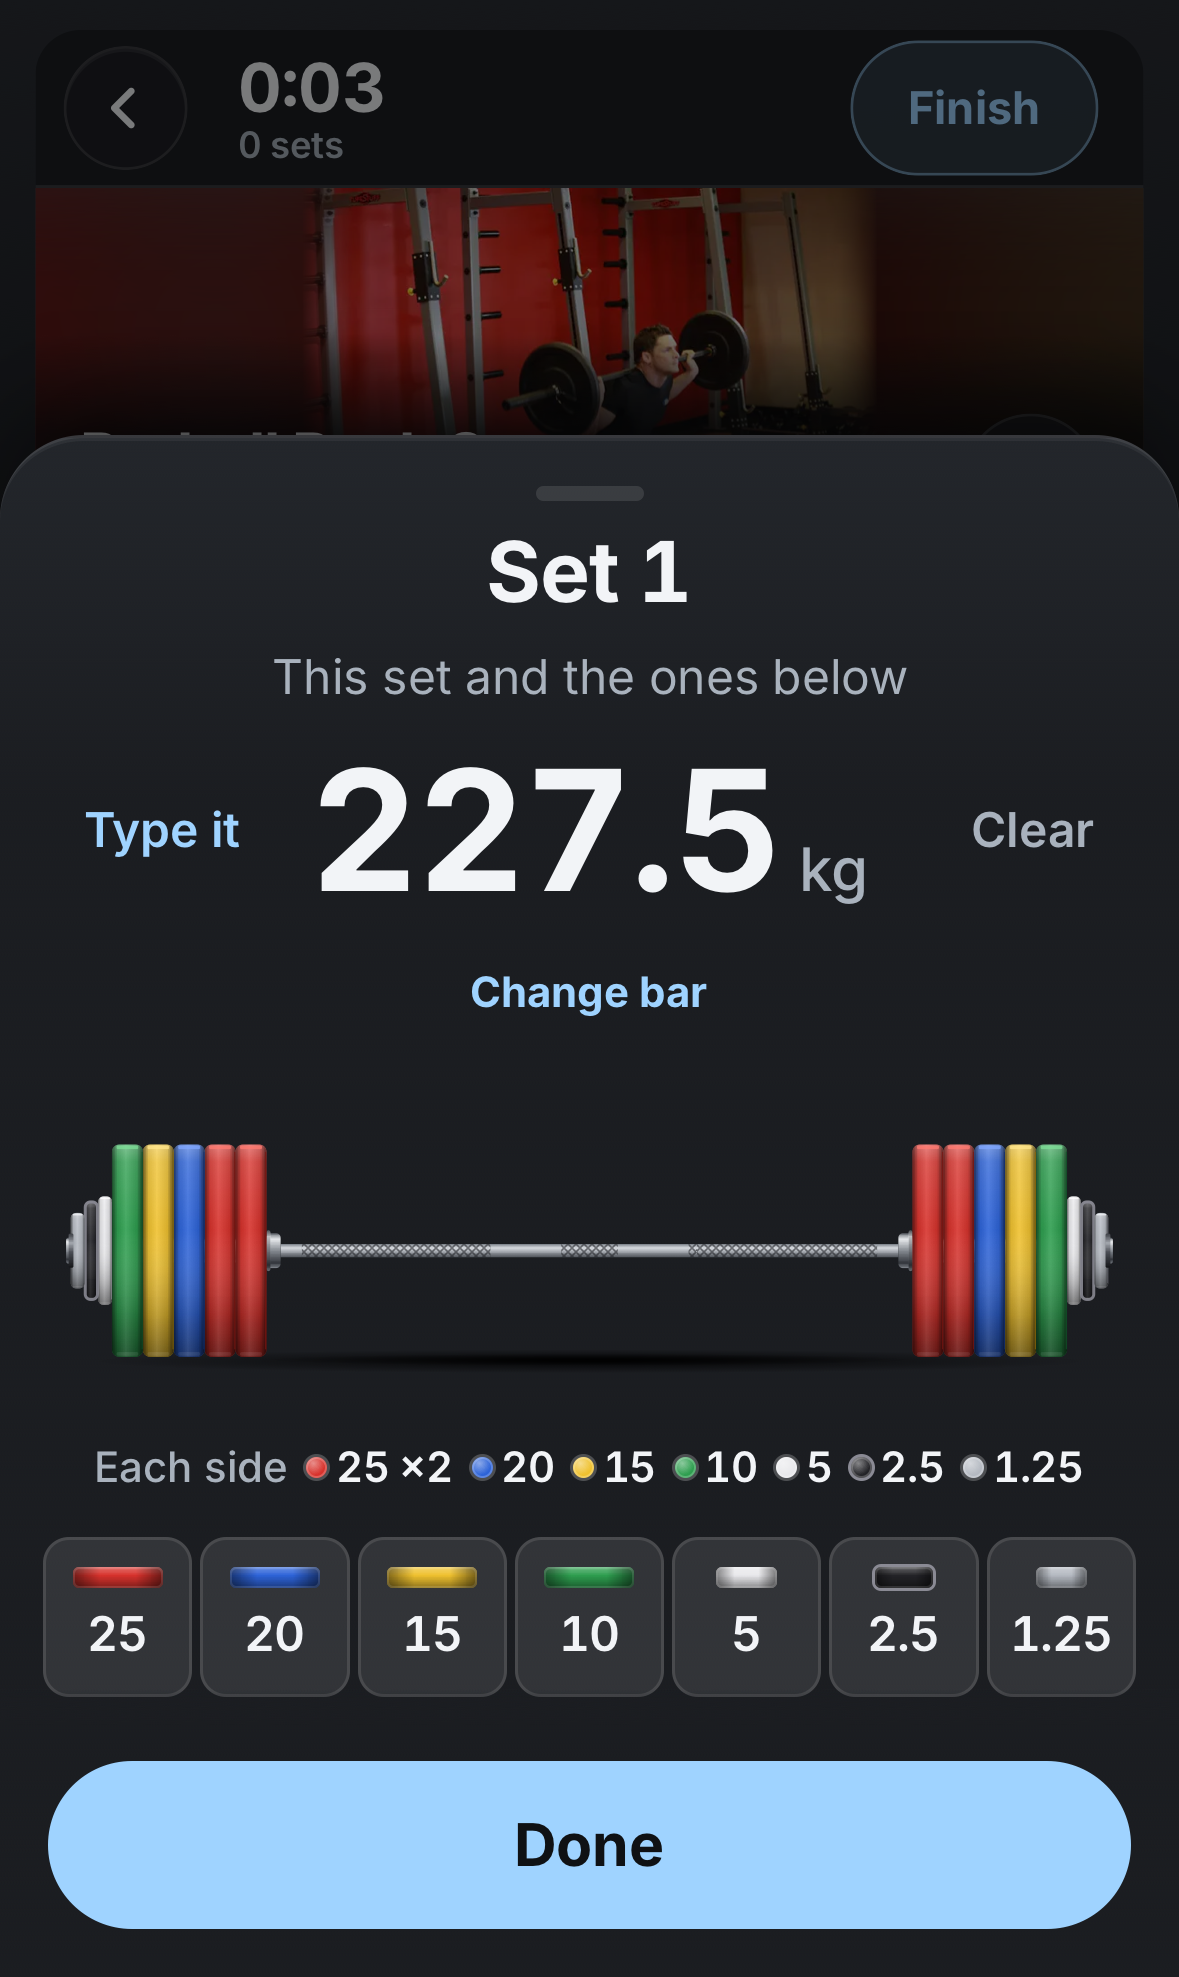 0:03
0 sets
Finish
Set 1
This set and the ones below
Type it
227.5 kg
Clear
Change bar
Each side 25 ×2 20 15 10 5 2.5 1.25
25 20 15 10 5 2.5 1.25
Done